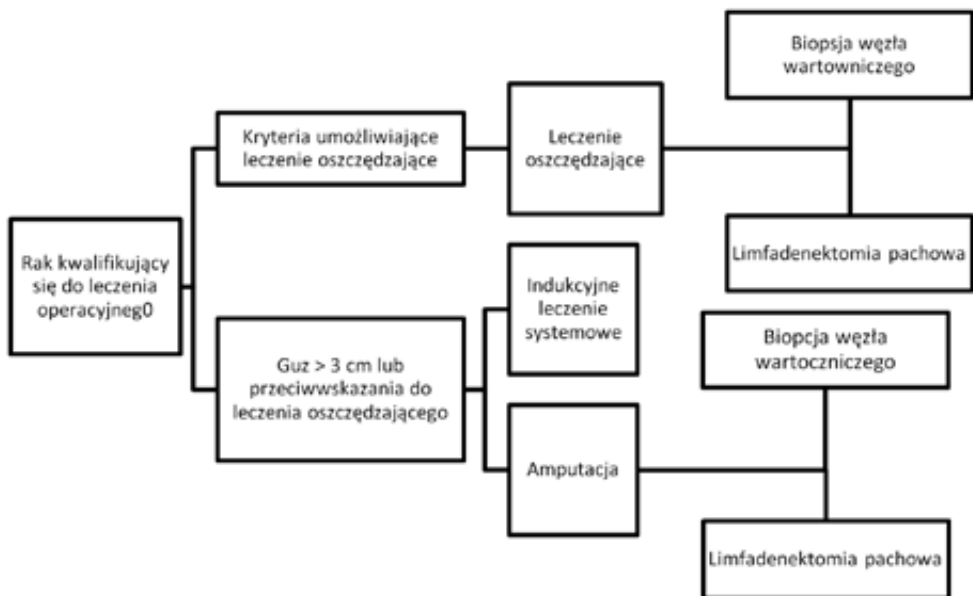 Biopsja węzła
wartowniczego
Kryteria umożliwiające
leczenie oszczędzające
Leczenie
oszczędzające
Limfadenektomia pachowa
Rak kwalifikujący
się do leczenia
operacyjneg0
Indukcyjne
leczenie
systemowe
Guz > 3 cm lub
przeciwwskazania do
leczenia oszczędzającego
Biopcja węzła
wartoczniczego
Amputacja
Limfadenektomia pachowa